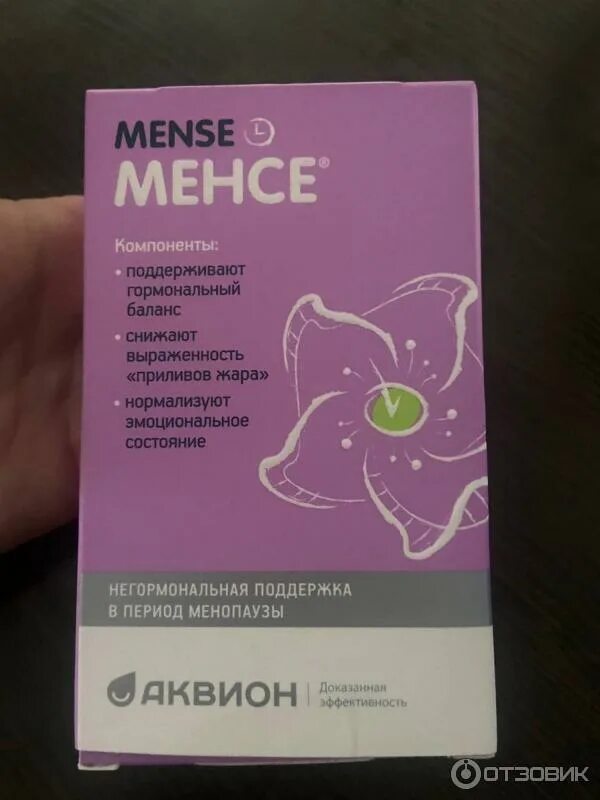 MENSE
МЕНСЕ®
Компоненты:
• поддерживают
гормональный
баланс
• снижают
выраженность
«приливов жара»
• нормализуют
эмоциональное
состояние
НЕГОРМОНАЛЬНАЯ ПОДДЕРЖКА
В ПЕРИОД МЕНОПАУЗЫ
АКВИОН
Доказанная
эффективность
ОТЗОВИК